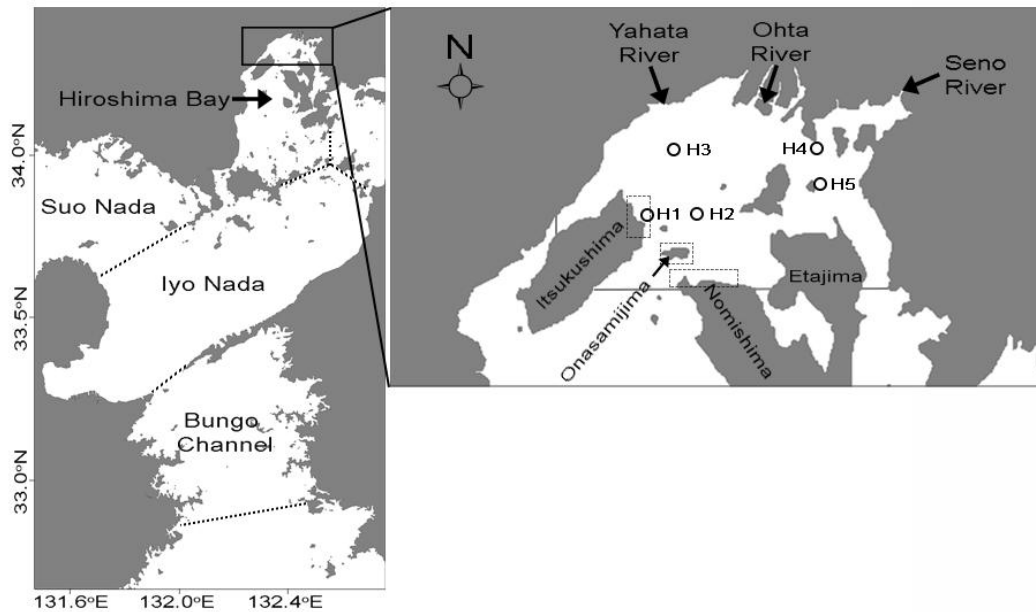 Hiroshima Bay
Suo Nada
Iyo Nada
Bungo
Channel
34.0°N
33.5°N
33.0°N
131.6°E
132.0°E
132.4°E
N
Yahata
River
Ohta
River
Seno
River
H3
H4
H5
H1
H2
Itsukushima
Onasamijima
Nomishima
Etajima